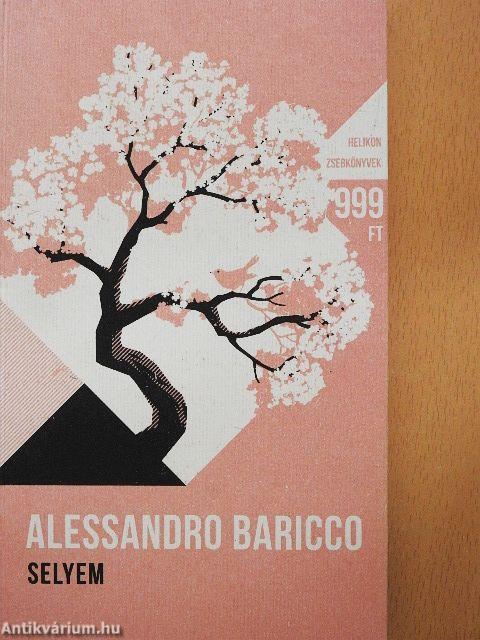 HELIKON
ZSEBKÖNYVEK
999
FT
ALESSANDRO BARICCO
SELYEM
Antikvárium.hu